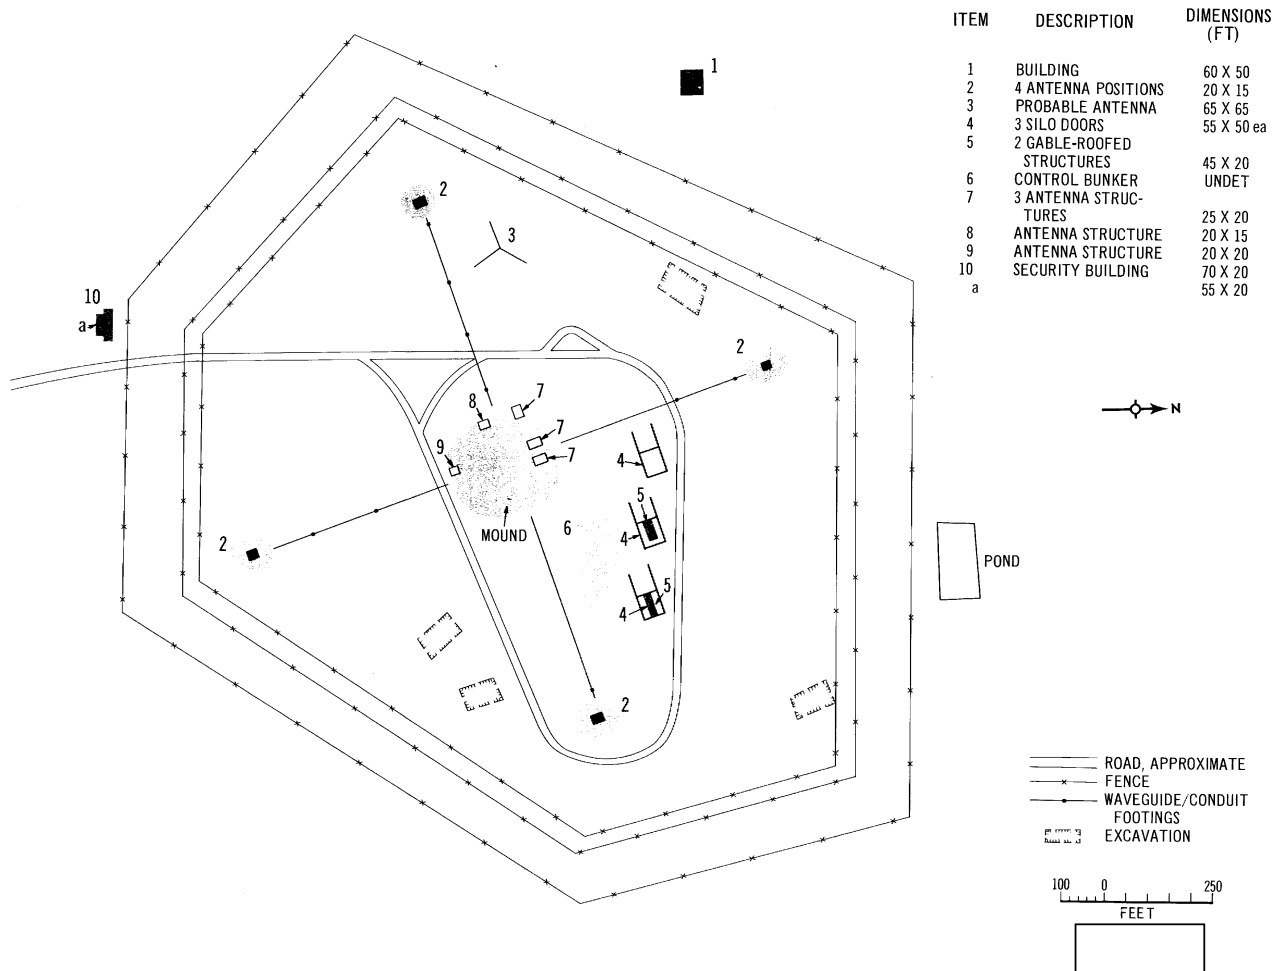 ITEM DESCRIPTION DIMENSIONS
(FT)
1 BUILDING 60 X 50
2 4 ANTENNA POSITIONS 20 X 15
3 PROBABLE ANTENNA 65 X 65
4 3 SILO DOORS 55 X 50 ea
5 2 GABLE-ROOFED
STRUCTURES 45 X 20
6 CONTROL BUNKER UNDET
7 3 ANTENNA STRUC-
TURES 25 X 20
8 ANTENNA STRUCTURE 20 X 15
9 ANTENNA STRUCTURE 20 X 20
10 SECURITY BUILDING 70 X 20
a 55 X 20
1
2
3
10
a
2
7
8
7
9
7
4
5
MOUND
6
4
2
5
4
2
POND
N
ROAD, APPROXIMATE
FENCE
WAVEGUIDE/CONDUIT
FOOTINGS
EXCAVATION
100 0 250
FEET